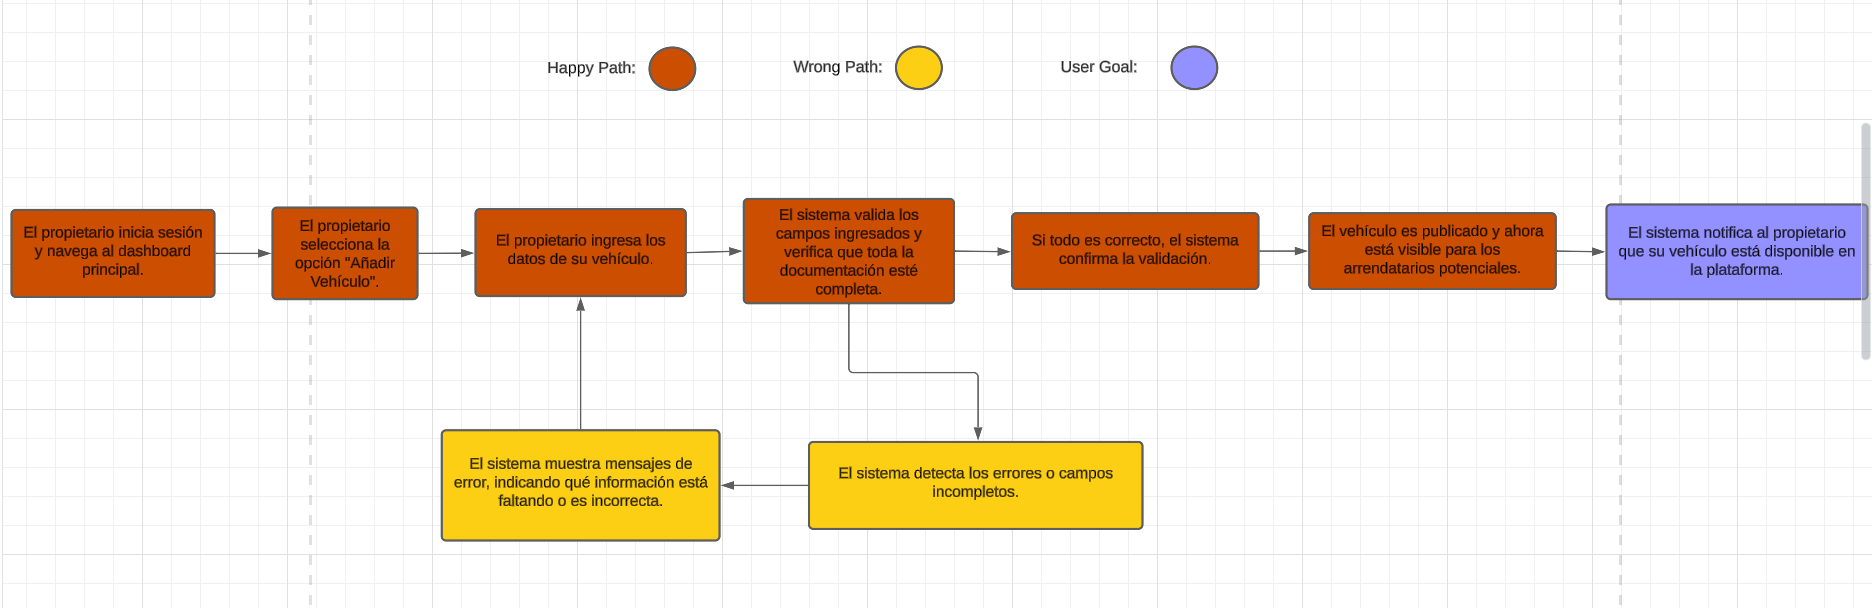 Happy Path:
Wrong Path:
User Goal:
El propietario inicia sesión
y navega al dashboard
principal.
El propietario
selecciona la
opción "Añadir
Vehículo".
El propietario ingresa los
datos de su vehículo.
El sistema valida los
campos ingresados y
verifica que toda la
documentación esté
completa.
Si todo es correcto, el sistema
confirma la validación.
El vehículo es publicado y ahora
está visible para los
arrendatarios potenciales.
El sistema notifica al propietario
que su vehículo está disponible en
la plataforma.
El sistema muestra mensajes de
error, indicando qué información está
faltando o es incorrecta.
El sistema detecta los errores o campos
incompletos.